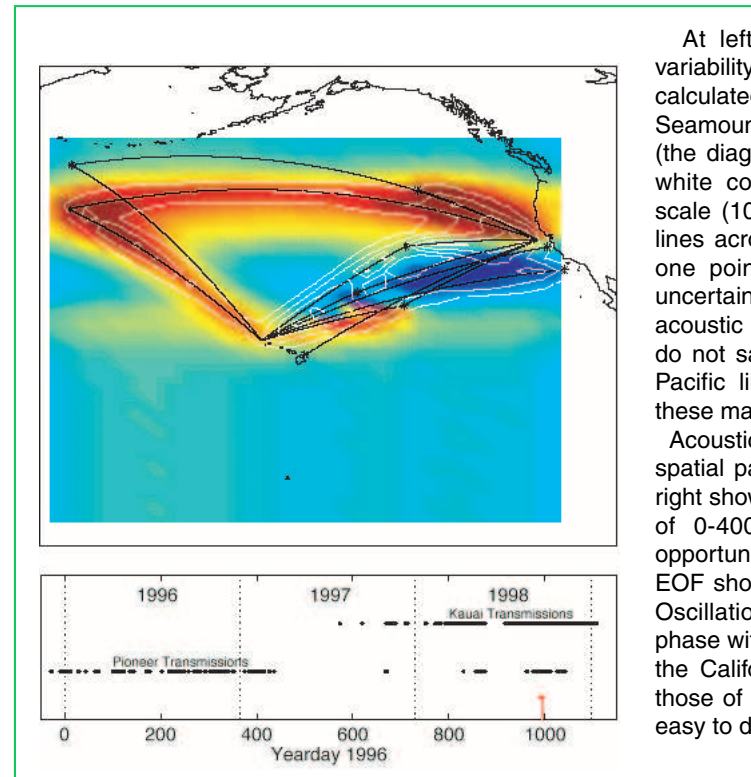 At left
variability
calculated
Seamoun
(the diag
white co
scale (10
lines acr
one poin
uncertain
acoustic
do not sa
Pacific li
these ma
Acoustic
spatial pa
right show
of 0-400
opportun
EOF sho
Oscillatio
phase wi
the Califo
those of
easy to d
1996 1997 1998
Kauai Transmissions
Pioneer Transmissions
0 200 400 600 800 1000
Yearday 1996